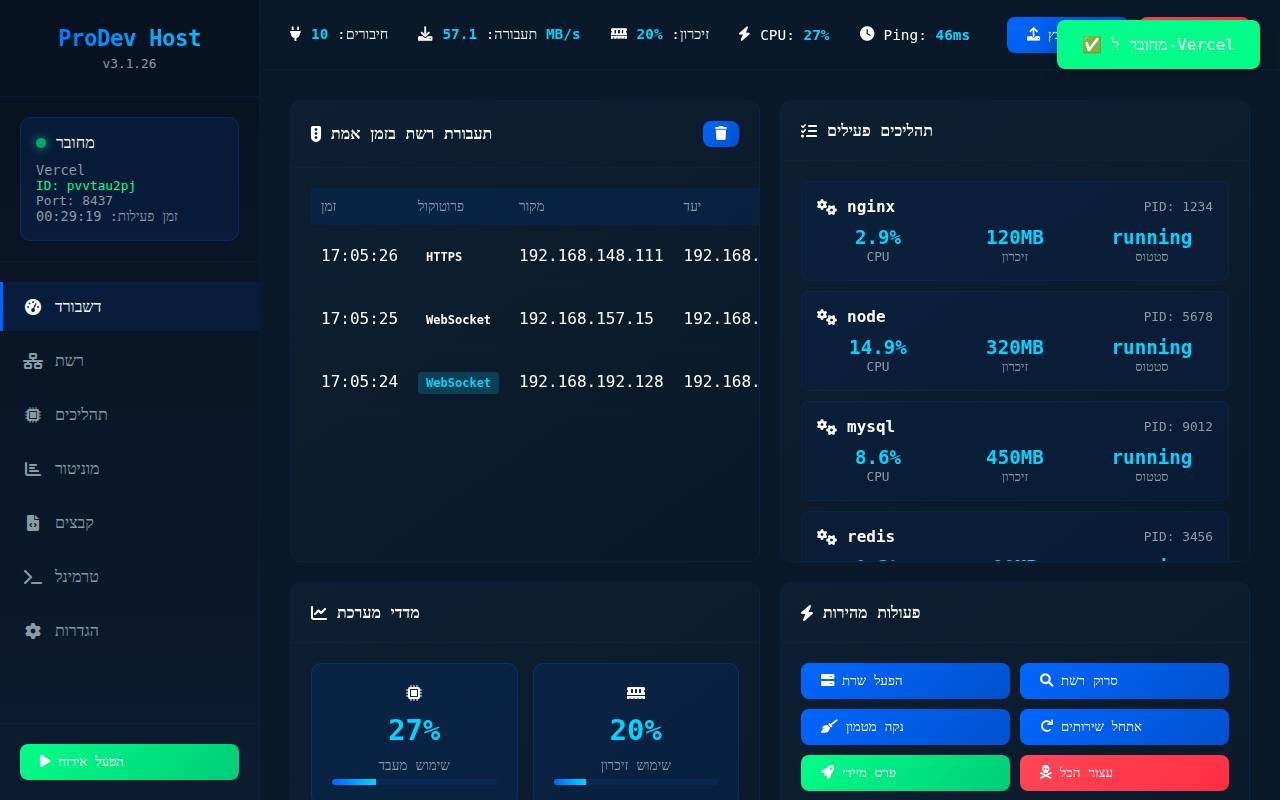 ProDev Host
v3.1.26
מחובר
Vercel
ID: pvvtau2pj
Port: 8437
זמן פעילות: 00:29:19
דשבורד
רשת
תהליכים
מוניטור
קבצים
טרמינל
הגדרות
הפעל אירוח
חיבורים: 10
תעבורה: 57.1 MB/s
זיכרון: 20%
CPU: 27%
Ping: 46ms
✅ מחובר ל-Vercel
תעבורת רשת בזמן אמת
זמן פרוטוקול מקור יעד
17:05:26 HTTPS 192.168.148.111 192.168.
17:05:25 WebSocket 192.168.157.15 192.168.
17:05:24 WebSocket 192.168.192.128 192.168.
תהליכים פעילים
nginx PID: 1234
2.9% 120MB running
CPU זיכרון סטטוס
node PID: 5678
14.9% 320MB running
CPU זיכרון סטטוס
mysql PID: 9012
8.6% 450MB running
CPU זיכרון סטטוס
redis PID: 3456
מדדי מערכת
27%
שימוש מעבד
20%
שימוש זיכרון
פעולות מהירות
הפעל שרת
סרוק רשת
נקה מטמון
אתחל שירותים
פרס מיידי
עצור הכל